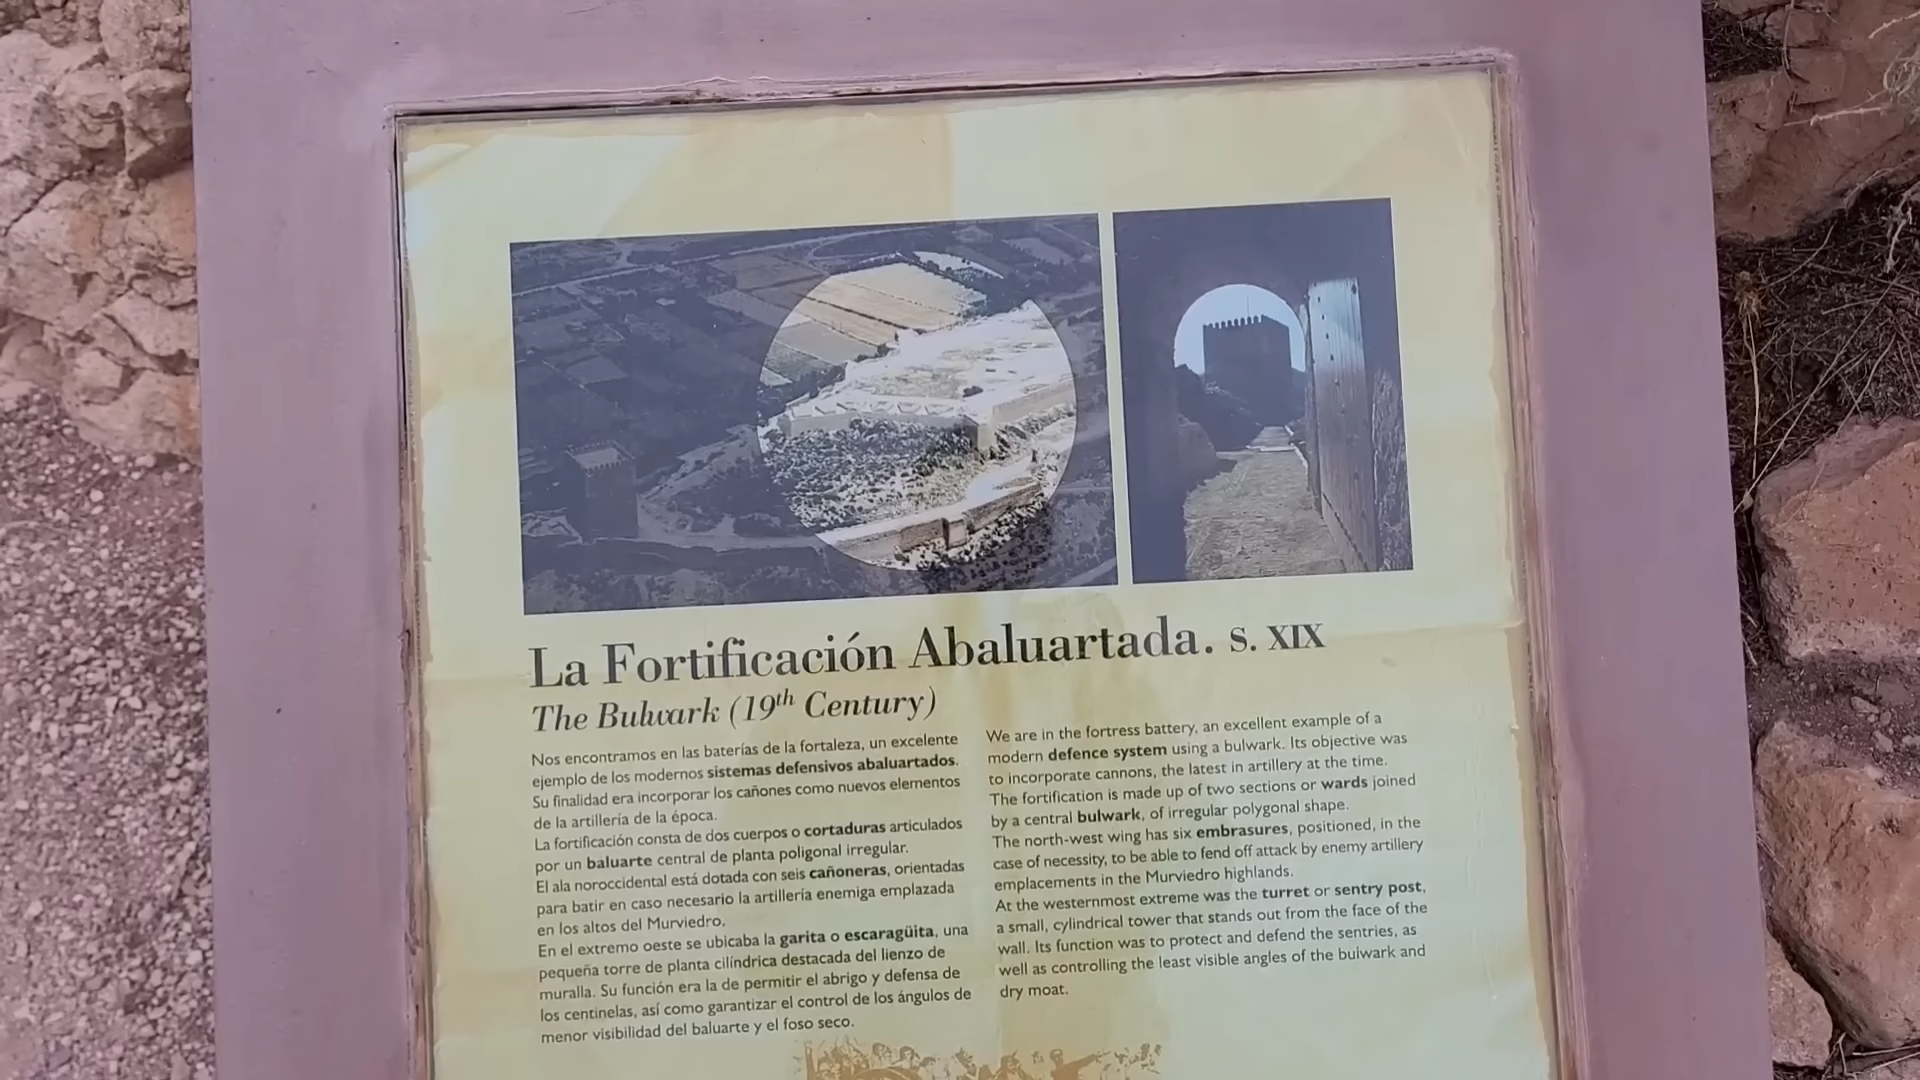 La Fortificación Abaluartada. S. XIX
The Bulwark (19th Century)
Nos encontramos en las baterías de la fortaleza, un excelente
ejemplo de los modernos sistemas defensivos abaluartados.
Su finalidad era incorporar los cañones como nuevos elementos
de la artillería de la época.
La fortificación consta de dos cuerpos o cortaduras articulados
por un baluarte central de planta poligonal irregular.
El ala noroccidental está dotada con seis cañoneras, orientadas
para batir en caso necesario la artillería enemiga emplazada
en los altos del Murviedro.
En el extremo oeste se ubicaba la garita o escaragüita, una
pequeña torre de planta cilíndrica destacada del lienzo de
muralla. Su función era la de permitir el abrigo y defensa de
los centinelas, así como garantizar el control de los ángulos de
menor visibilidad del baluarte y el foso seco.
We are in the fortress battery, an excellent example of a
modern defence system using a bulwark. Its objective was
to incorporate cannons, the latest in artillery at the time.
The fortification is made up of two sections or wards joined
by a central bulwark, of irregular polygonal shape.
The north-west wing has six embrasures, positioned, in the
case of necessity, to be able to fend off attack by enemy artillery
emplacements in the Murviedro highlands.
At the westernmost extreme was the turret or sentry post,
a small, cylindrical tower that stands out from the face of the
wall. Its function was to protect and defend the sentries, as
well as controlling the least visible angles of the bulwark and
dry moat.